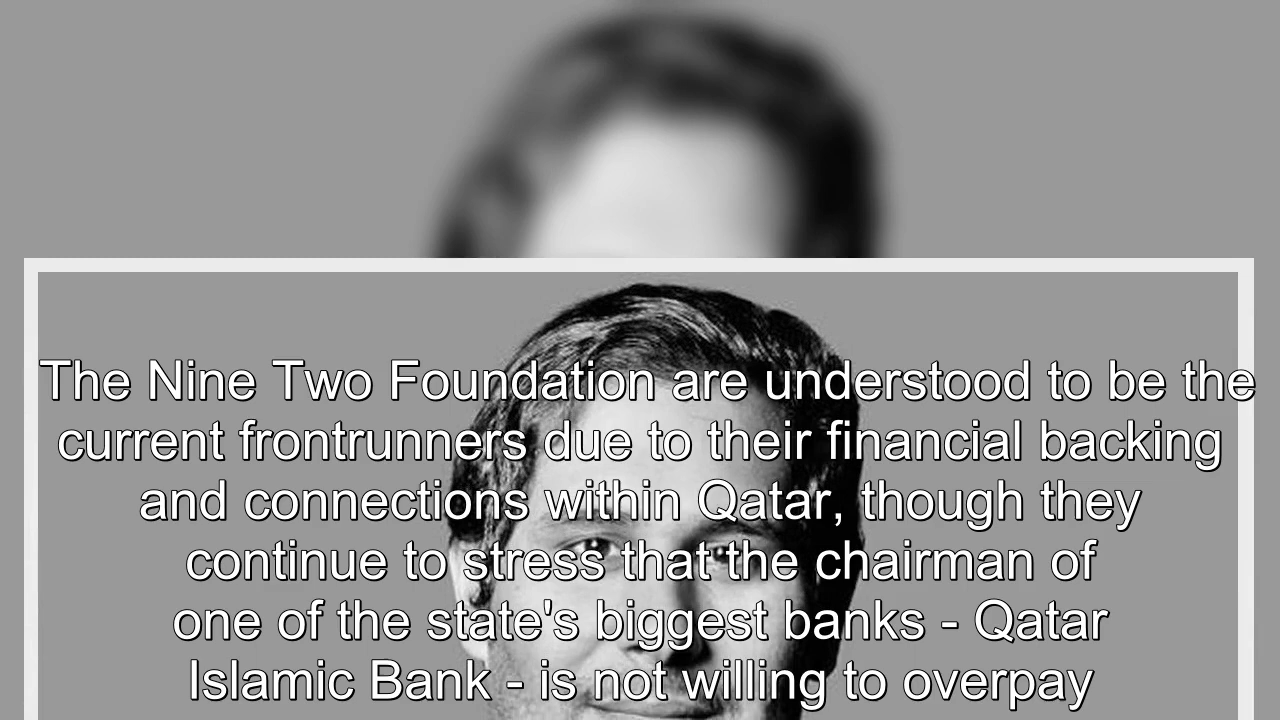 The Nine Two Foundation are understood to be the
current frontrunners due to their financial backing
and connections within Qatar, though they
continue to stress that the chairman of
one of the state's biggest banks - Qatar
Islamic Bank - is not willing to overpay